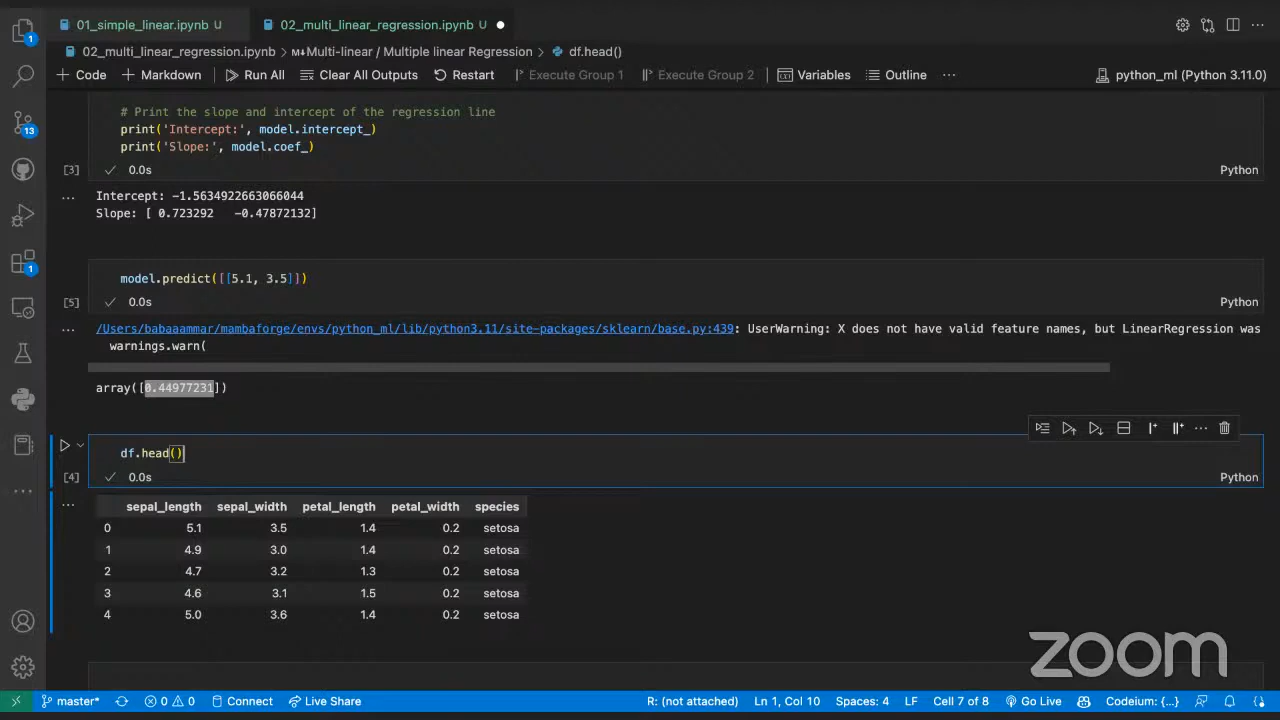 01_simple_linear.ipynb U 02_multi_linear_regression.ipynb U
02_multi_linear_regression.ipynb > M↓Multi-linear / Multiple linear Regression > df.head()
+ Code + Markdown Run All Clear All Outputs Restart Execute Group 1 Execute Group 2 Variables Outline ... python_ml (Python 3.11.0)
# Print the slope and intercept of the regression line
print('Intercept:', model.intercept_)
print('Slope:', model.coef_)
[3] 0.0s Python
Intercept: -1.5634922663066044
Slope: [ 0.723292 -0.47872132]
model.predict([[5.1, 3.5]])
[5] 0.0s Python
/Users/babaaammar/mambaforge/envs/python_ml/lib/python3.11/site-packages/sklearn/base.py:439: UserWarning: X does not have valid feature names, but LinearRegression was
warnings.warn(
array([0.44977231])
df.head()
[4] 0.0s Python
sepal_length sepal_width petal_length petal_width species
0 5.1 3.5 1.4 0.2 setosa
1 4.9 3.0 1.4 0.2 setosa
2 4.7 3.2 1.3 0.2 setosa
3 4.6 3.1 1.5 0.2 setosa
4 5.0 3.6 1.4 0.2 setosa
1
13
1
zoom
master* 0 0 Connect Live Share R: (not attached) Ln 1, Col 10 Spaces: 4 LF Cell 7 of 8 Go Live Codeium: {...}